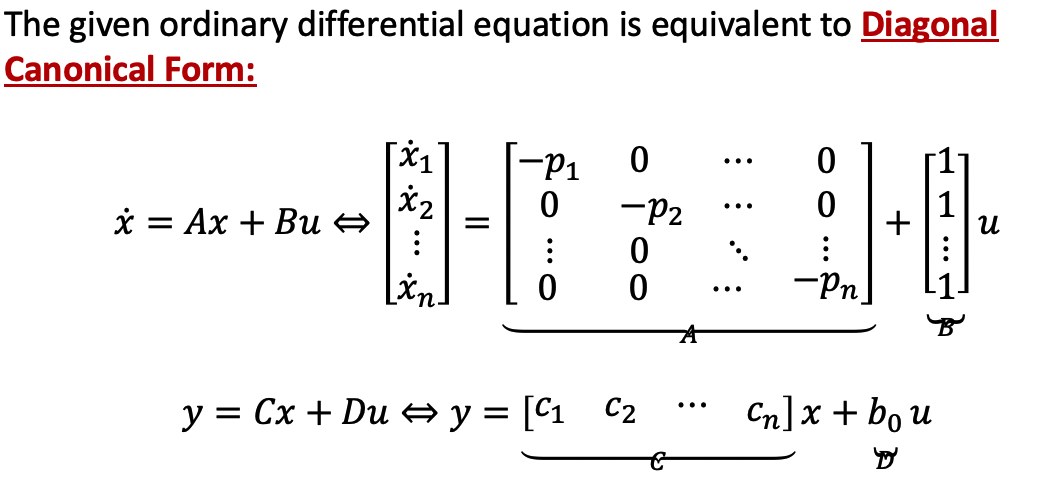 The given ordinary differential equation is equivalent to Diagonal
Canonical Form:
ẋ = Ax + Bu ⇔ [ẋ₁ ẋ₂ ⋮ ẋₙ] = [−p₁ 0 ⋯ 0; 0 −p₂ ⋯ 0; ⋮ 0 ⋱ ⋮; 0 0 ⋯ −pₙ] + [1 1 ⋮ 1] u
A B
y = Cx + Du ⇔ y = [c₁ c₂ ⋯ cₙ] x + b₀ u
C D